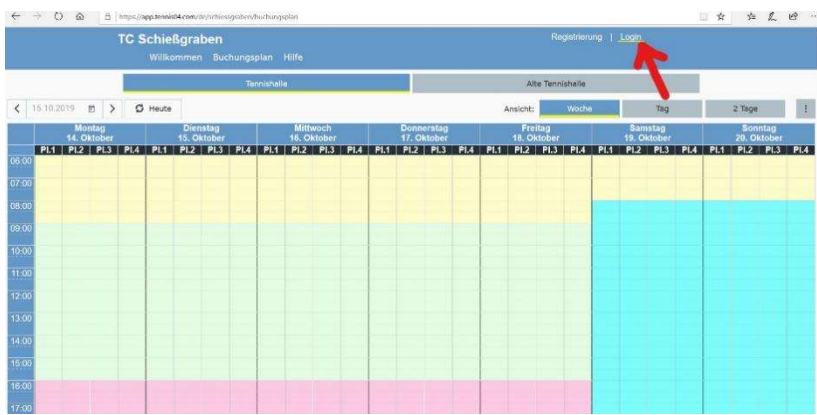 https://app.tennis04.com/de/schiessgraben/buchungsplan
TC Schießgraben
Registrierung | Login
Willkommen Buchungsplan Hilfe
Tennishalle Alte Tennishalle
15.10.2019 Heute Ansicht: Woche Tag 2 Tage
Montag Dienstag Mittwoch Donnerstag Freitag Samstag Sonntag
14. Oktober 15. Oktober 16. Oktober 17. Oktober 18. Oktober 19. Oktober 20. Oktober
Pl.1 Pl.2 Pl.3 Pl.4 Pl.1 Pl.2 Pl.3 Pl.4 Pl.1 Pl.2 Pl.3 Pl.4 Pl.1 Pl.2 Pl.3 Pl.4 Pl.1 Pl.2 Pl.3 Pl.4 Pl.1 Pl.2 Pl.3 Pl.4 Pl.1 Pl.2 Pl.3 Pl.4
06:00
07:00
08:00
09:00
10:00
11:00
12:00
13:00
14:00
15:00
16:00
17:00